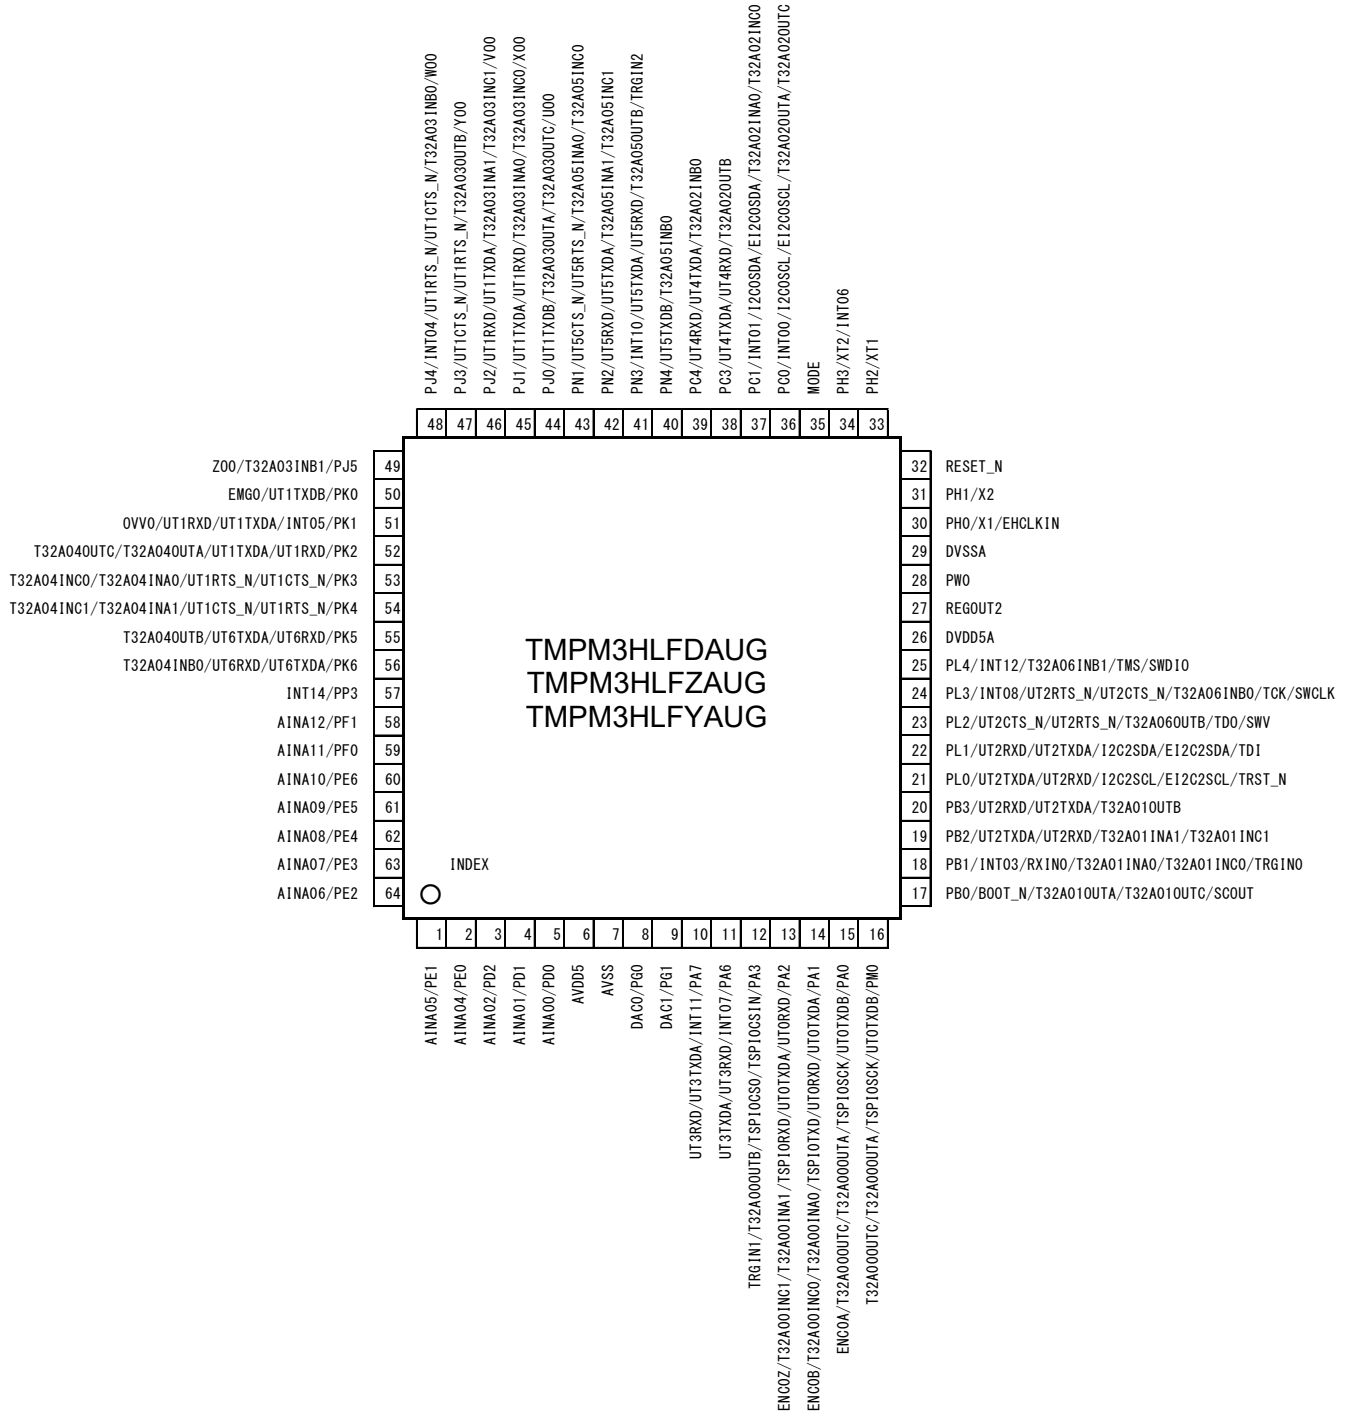 PJ4/INT04/UT1RTS_N/UT1CTS_N/T32A03INB0/WO0
PJ3/UT1CTS_N/UT1RTS_N/T32A03OUTB/YO0
PJ2/UT1RXD/UT1TXDA/T32A03INA1/T32A03INC1/VO0
PJ1/UT1TXDA/UT1RXD/T32A03INA0/T32A03INC0/XO0
PJ0/UT1TXDB/T32A03OUTA/T32A03OUTC/UO0
PN1/UT5CTS_N/UT5RTS_N/T32A05INA0/T32A05INC0
PN2/UT5RXD/UT5TXDA/T32A05INA1/T32A05INC1
PN3/INT10/UT5TXDA/UT5RXD/T32A05OUTB/TRGIN2
PN4/UT5TXDB/T32A05INB0
PC4/UT4RXD/UT4TXDA/T32A02INB0
PC3/UT4TXDA/UT4RXD/T32A02OUTB
PC1/INT01/I2C0SDA/EI2C0SDA/T32A02INA0/T32A02INC0
PC0/INT00/I2C0SCL/EI2C0SCL/T32A02OUTA/T32A02OUTC
MODE
PH3/XT2/INT06
PH2/XT1
48 47 46 45 44 43 42 41 40 39 38 37 36 35 34 33
ZO0/T32A03INB1/PJ5 49
EMG0/UT1TXDB/PK0 50
OVV0/UT1RXD/UT1TXDA/INT05/PK1 51
T32A04OUTC/T32A04OUTA/UT1TXDA/UT1RXD/PK2 52
T32A04INC0/T32A04INA0/UT1RTS_N/UT1CTS_N/PK3 53
T32A04INC1/T32A04INA1/UT1CTS_N/UT1RTS_N/PK4 54
T32A04OUTB/UT6TXDA/UT6RXD/PK5 55
T32A04INB0/UT6RXD/UT6TXDA/PK6 56
INT14/PP3 57
AINA12/PF1 58
AINA11/PF0 59
AINA10/PE6 60
AINA09/PE5 61
AINA08/PE4 62
AINA07/PE3 63
AINA06/PE2 64
TMPM3HLFDAUG
TMPM3HLFZAUG
TMPM3HLFYAUG
INDEX
32 RESET_N
31 PH1/X2
30 PH0/X1/EHCLKIN
29 DVSSA
28 PW0
27 REGOUT2
26 DVDD5A
25 PL4/INT12/T32A06INB1/TMS/SWDIO
24 PL3/INT08/UT2RTS_N/UT2CTS_N/T32A06INB0/TCK/SWCLK
23 PL2/UT2CTS_N/UT2RTS_N/T32A06OUTB/TDO/SWV
22 PL1/UT2RXD/UT2TXDA/I2C2SDA/EI2C2SDA/TDI
21 PL0/UT2TXDA/UT2RXD/I2C2SCL/EI2C2SCL/TRST_N
20 PB3/UT2RXD/UT2TXDA/T32A01OUTB
19 PB2/UT2TXDA/UT2RXD/T32A01INA1/T32A01INC1
18 PB1/INT03/RXIN0/T32A01INA0/T32A01INC0/TRGIN0
17 PB0/BOOT_N/T32A01OUTA/T32A01OUTC/SCOUT
1 2 3 4 5 6 7 8 9 10 11 12 13 14 15 16
AINA05/PE1
AINA04/PE0
AINA02/PD2
AINA01/PD1
AINA00/PD0
AVDD5
AVSS
DAC0/PG0
DAC1/PG1
UT3RXD/UT3TXDA/INT11/PA7
UT3TXDA/UT3RXD/INT07/PA6
TRGIN1/T32A00OUTB/TSPI0CS0/TSPI0CSIN/PA3
ENC0Z/T32A00INC1/T32A00INA1/TSPI0RXD/UT0TXDA/UT0RXD/PA2
ENC0B/T32A00INC0/T32A00INA0/TSPI0TXD/UT0RXD/UT0TXDA/PA1
ENC0A/T32A00OUTC/T32A00OUTA/TSPI0SCK/UT0TXDB/PA0
T32A00OUTC/T32A00OUTA/TSPI0SCK/UT0TXDB/PM0